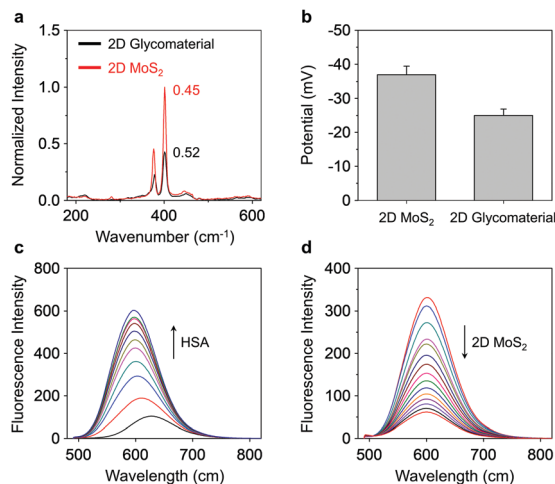 a
1.5
1.0
0.5
0.0
Normalized Intensity
2D Glycomaterial
2D MoS2
0.45
0.52
200
400
600
Wavenumber (cm-1)
b
-50
-40
-30
-20
-10
0
Potential (mV)
2D MoS2
2D Glycomaterial
c
800
600
400
200
0
Fluorescence Intensity
HSA
500
600
700
800
Wavelength (cm)
d
400
300
200
100
0
Fluorescence Intensity
2D MoS2
500
600
700
800
Wavelength (cm)